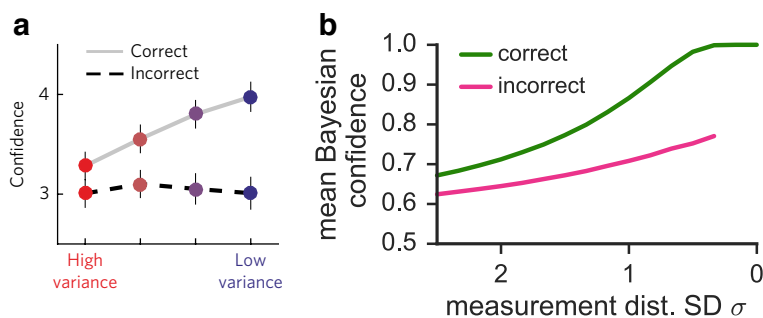 a
Correct
Incorrect
Confidence
4
3
High
variance
Low
variance
b
correct
incorrect
mean Bayesian
confidence
1.0
0.9
0.8
0.7
0.6
0.5
2
1
0
measurement dist. SD σ